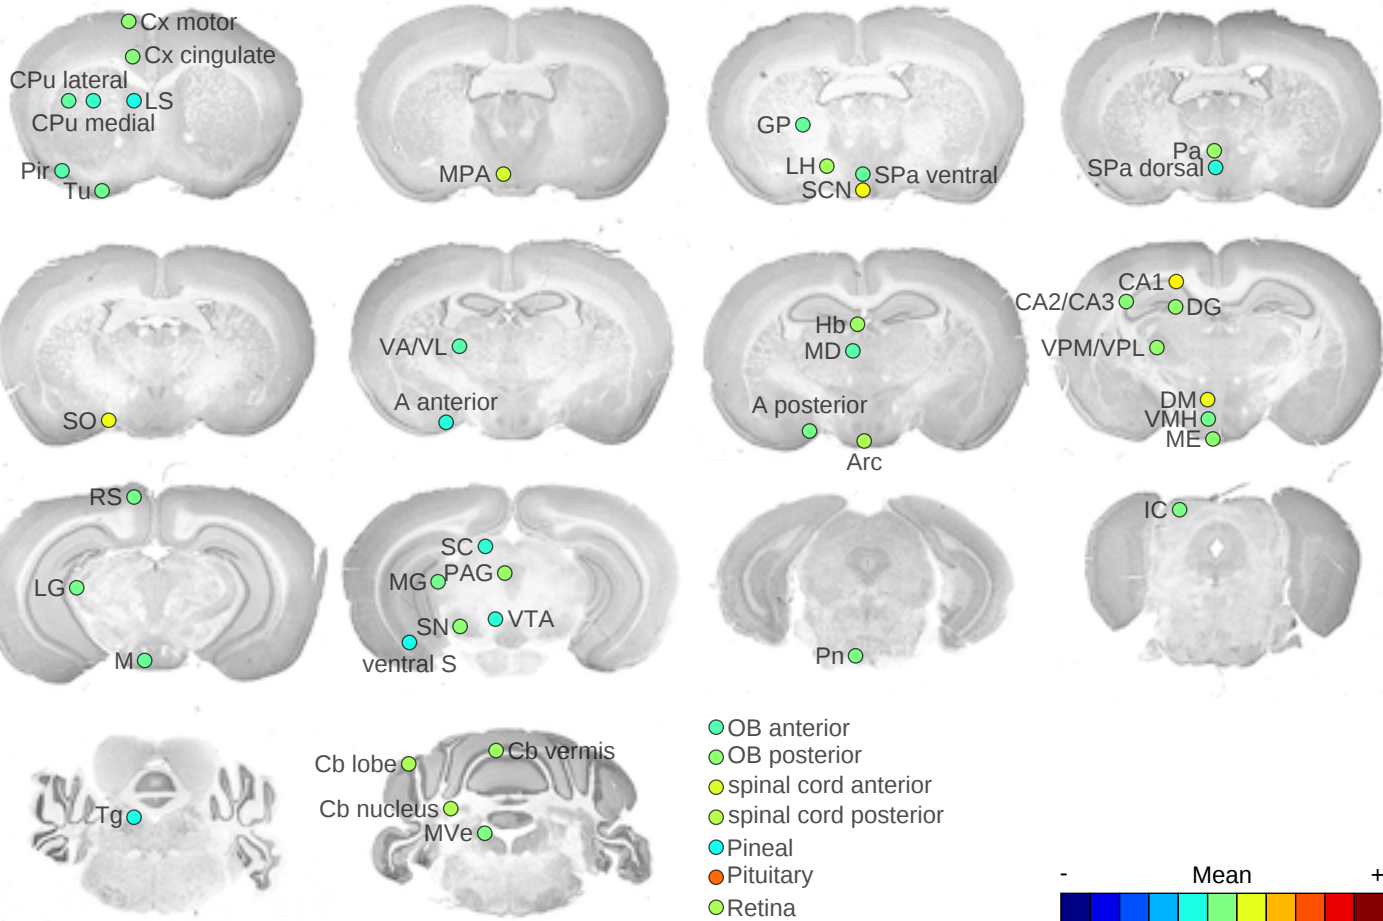 Cx motor
Cx cingulate
CPu lateral
LS
CPu medial
Pir
Tu
MPA
GP
LH
SPa ventral
SCN
Pa
SPa dorsal
SO
VA/VL
A anterior
Hb
MD
A posterior
Arc
CA1
CA2/CA3
DG
VPM/VPL
DM
VMH
ME
RS
LG
M
SC
MG
PAG
SN
VTA
ventral S
Pn
IC
Tg
Cb lobe
Cb vermis
Cb nucleus
MVe
OB anterior
OB posterior
spinal cord anterior
spinal cord posterior
Pineal
Pituitary
Retina
- Mean +